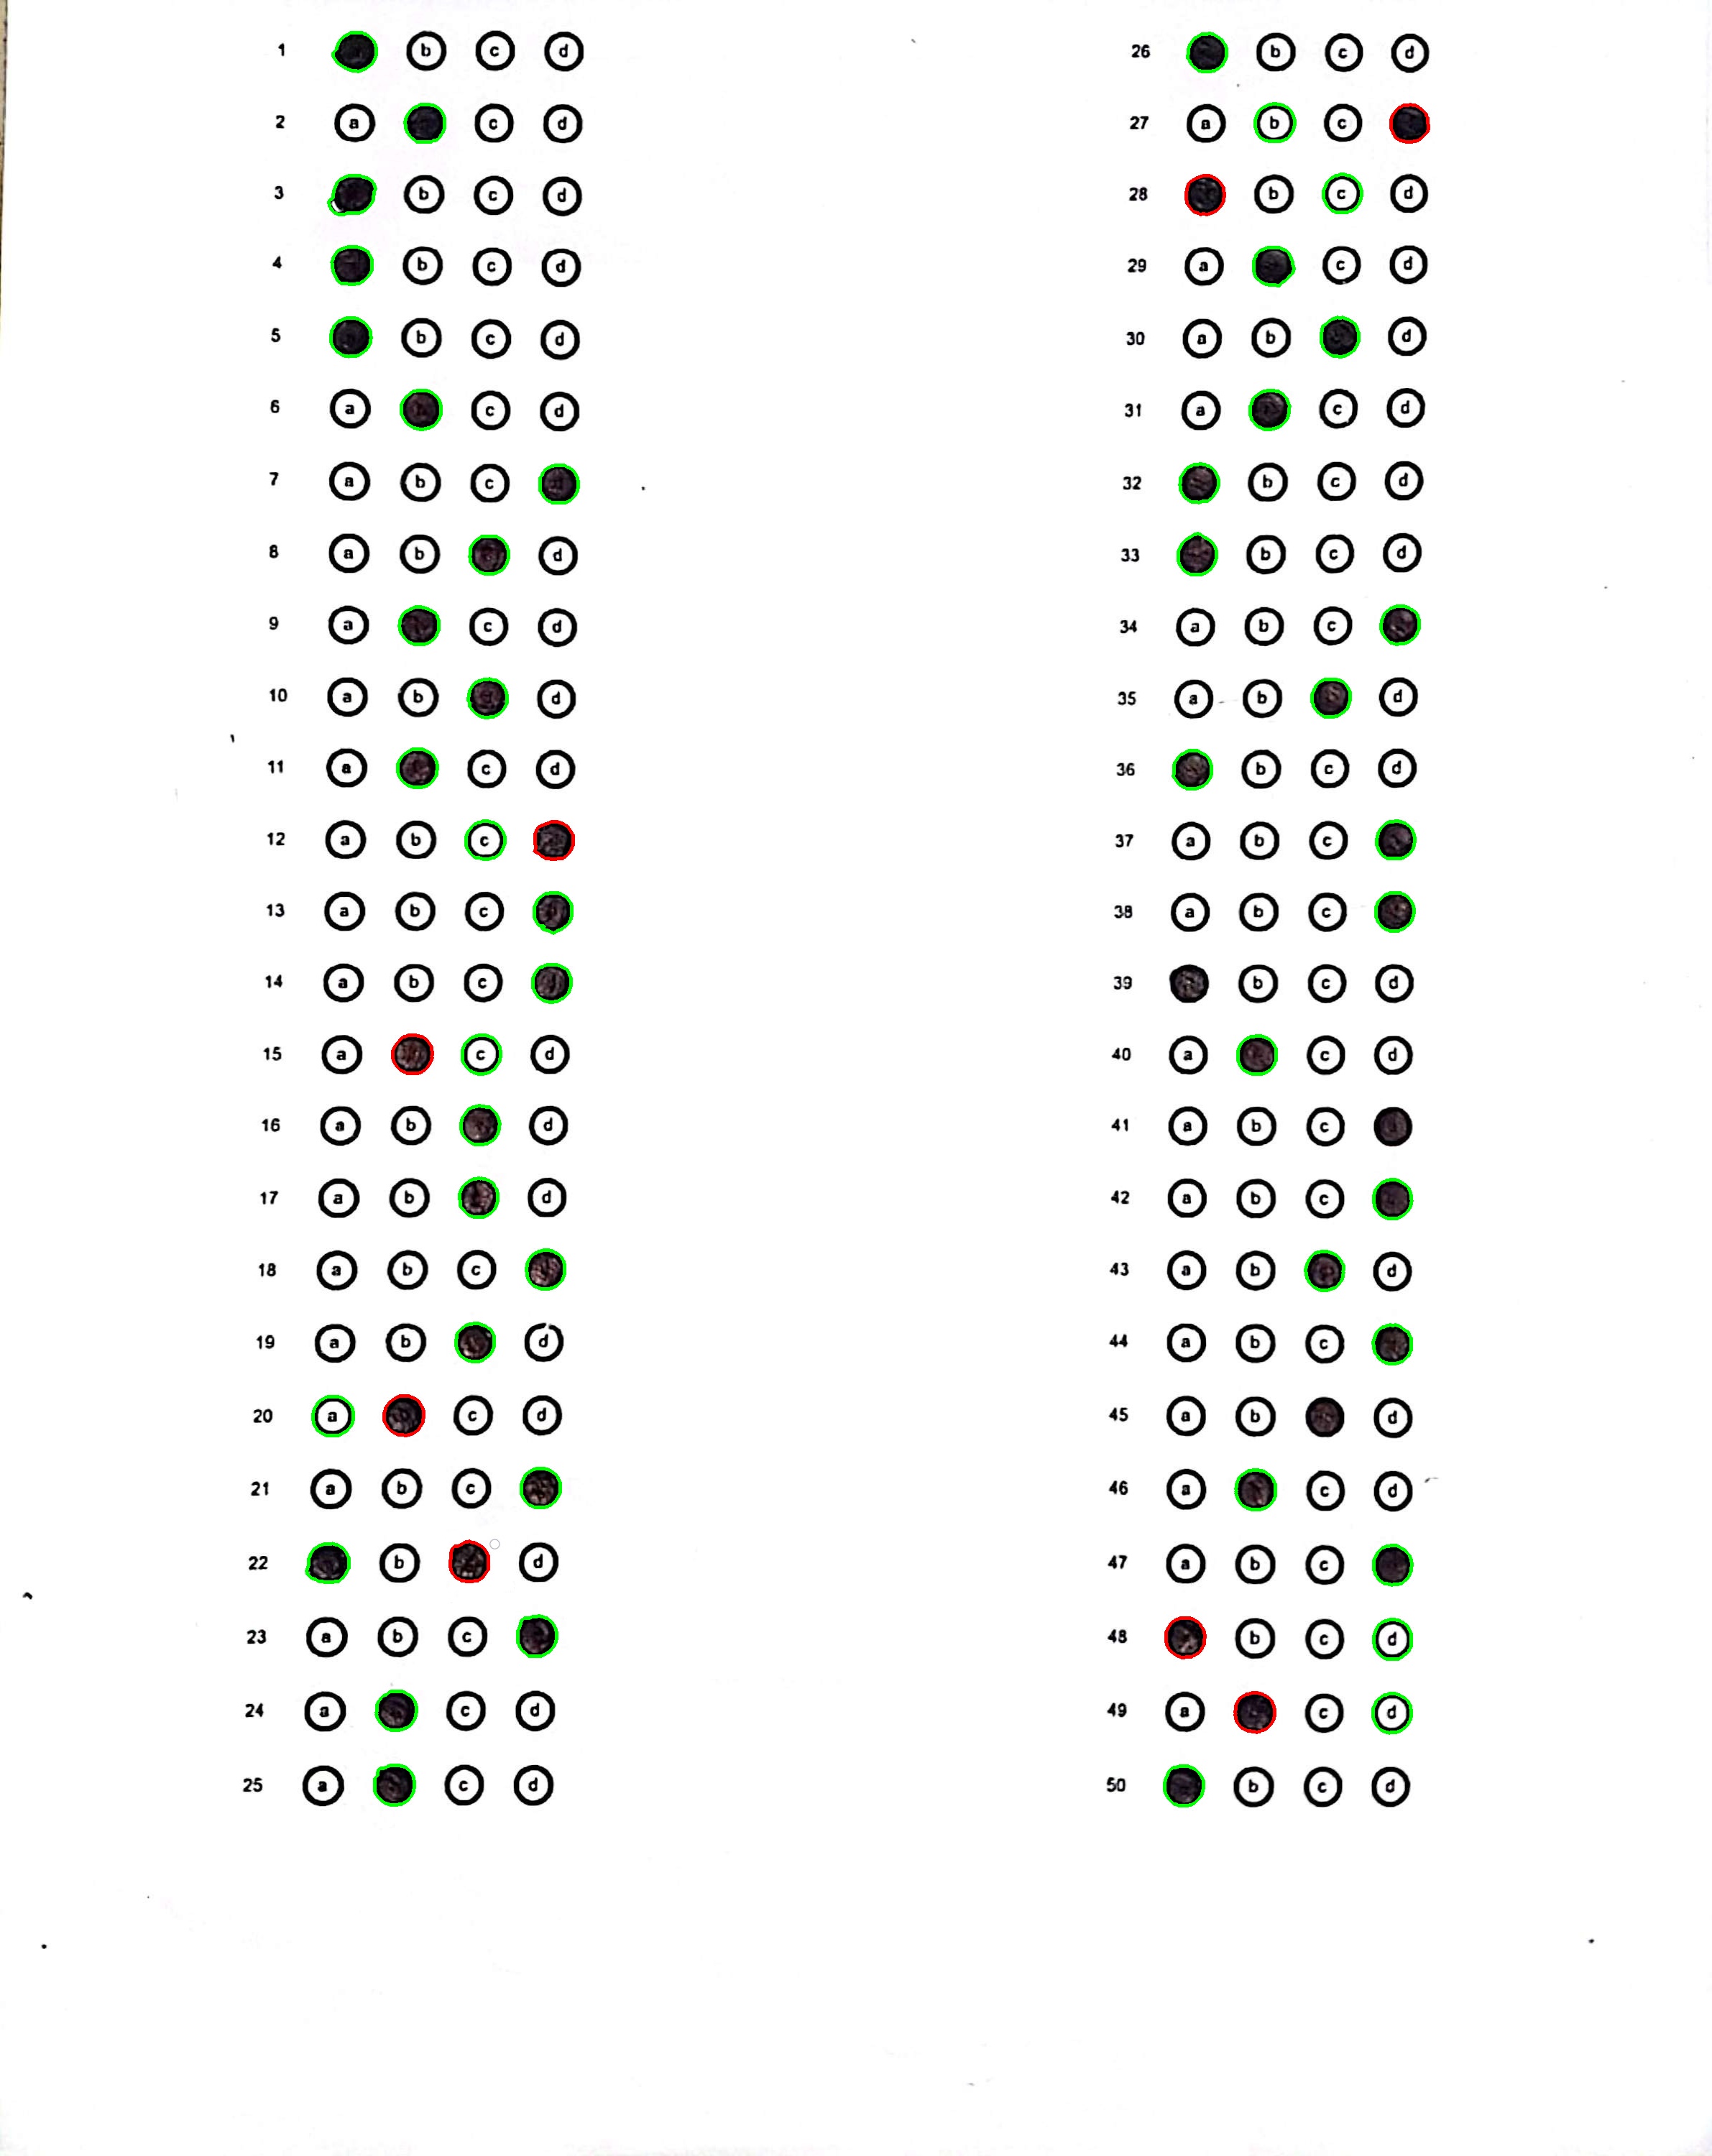 1 b c d
2 a c d
3 b c d
4 b c d
5 b c d
6 a c d
7 a b c
8 a b d
9 a c d
10 a b d
11 a c d
12 a b c
13 a b c
14 a b c
15 a c d
16 a b d
17 a b d
18 a b c
19 a b d
20 a c d
21 a b c
22 b d
23 a b c
24 a c d
25 a c d
26 b c d
27 a b c
28 b c d
29 a c d
30 a b d
31 a c d
32 b c d
33 b c d
34 a b c
35 a b d
36 b c d
37 a b c
38 a b c
39 b c d
40 a c d
41 a b c
42 a b c
43 a b d
44 a b c
45 a b d
46 a c d
47 a b c
48 b c d
49 a c d
50 b c d